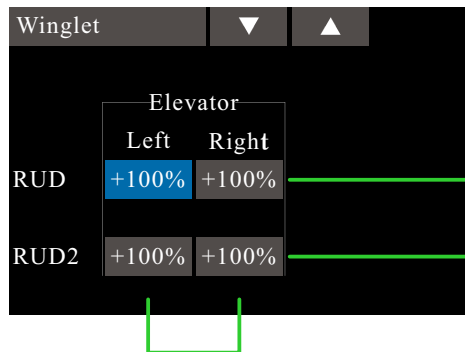 Winglet ▼ ▲
Elevator
Left Right
RUD +100% +100%
RUD2 +100% +100%